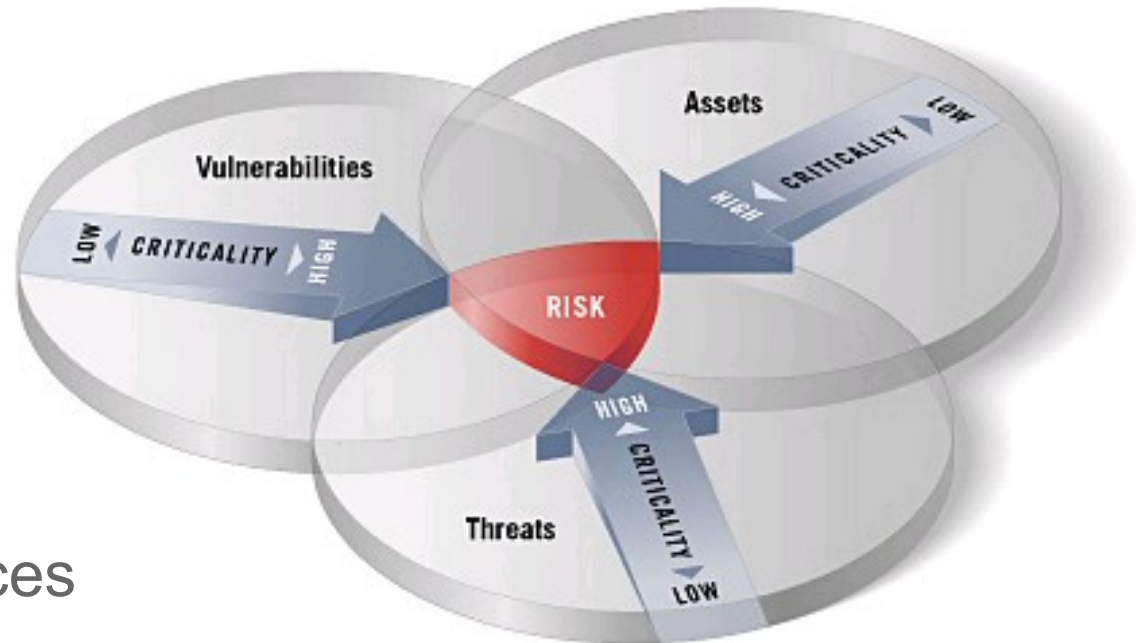 Assets
LOW
CRITICALITY
HIGH
Vulnerabilities
LOW
CRITICALITY
HIGH
RISK
HIGH
CRITICALITY
LOW
Threats
ces